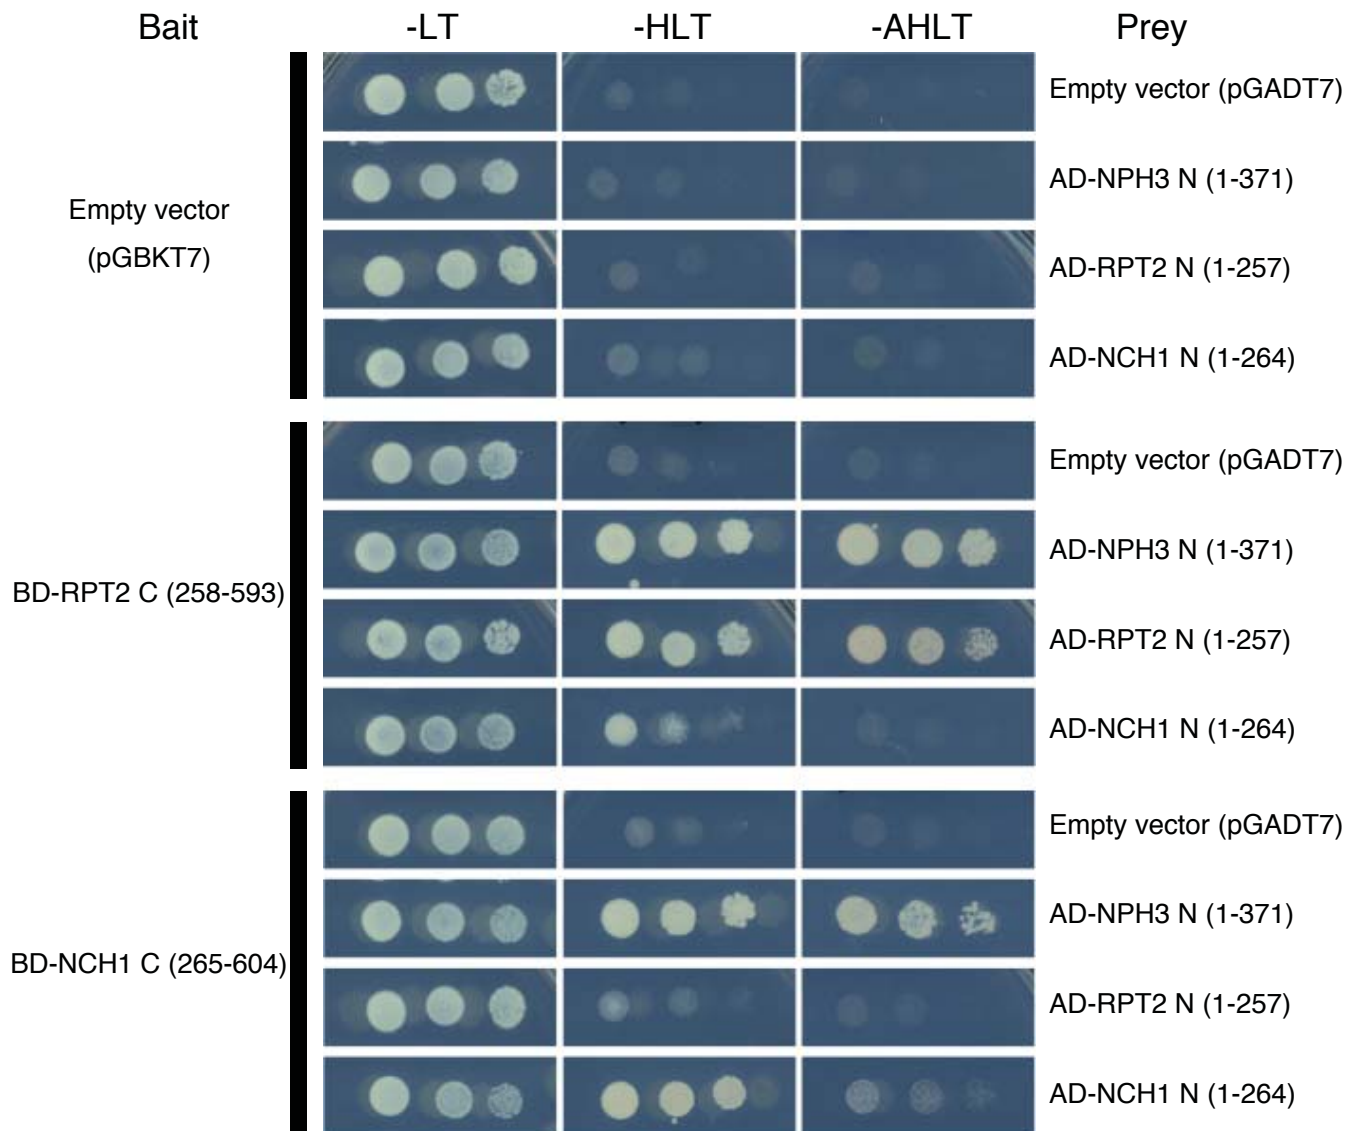 Bait -LT -HLT -AHLT Prey
Empty vector (pGADT7)
AD-NPH3 N (1-371)
Empty vector
(pGBKT7)
AD-RPT2 N (1-257)
AD-NCH1 N (1-264)
Empty vector (pGADT7)
AD-NPH3 N (1-371)
BD-RPT2 C (258-593)
AD-RPT2 N (1-257)
AD-NCH1 N (1-264)
Empty vector (pGADT7)
AD-NPH3 N (1-371)
BD-NCH1 C (265-604)
AD-RPT2 N (1-257)
AD-NCH1 N (1-264)